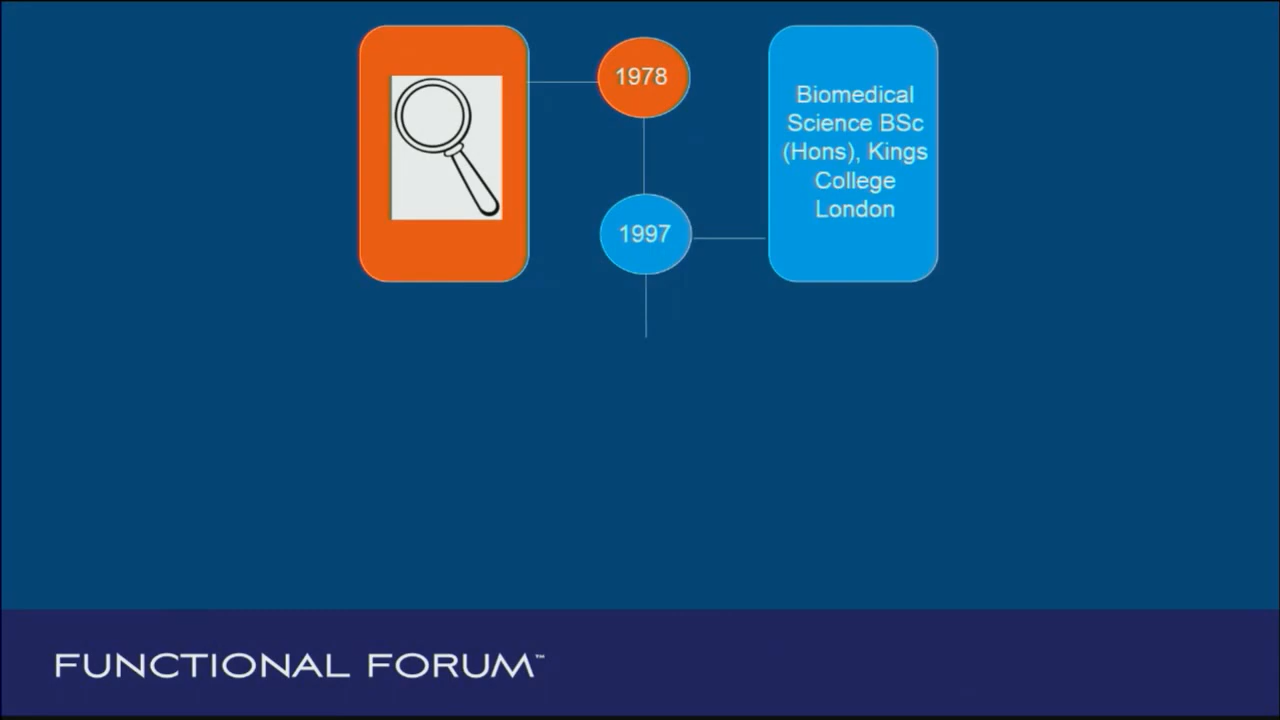 1978
Biomedical
Science BSc
(Hons), Kings
College
London
1997
FUNCTIONAL FORUM™